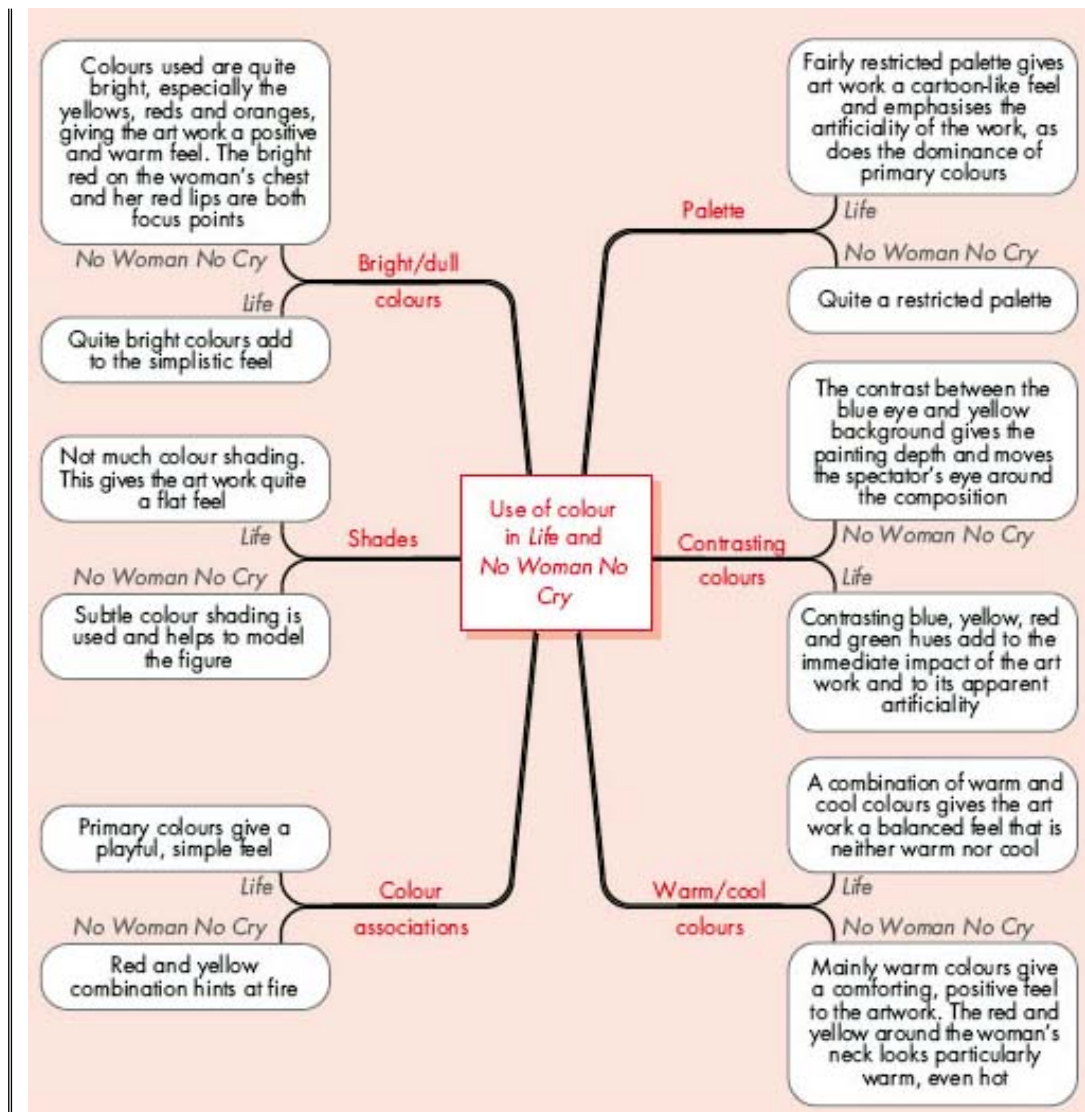 Colours used are quite
bright, especially the
yellows, reds and oranges,
giving the art work a positive
and warm feel. The bright
red on the woman's chest
and her red lips are both
focus points
No Woman No Cry
Bright/dull
colours
Life
Quite bright colours add
to the simplistic feel
Not much colour shading.
This gives the art work quite
a flat feel
Life
Shades
No Woman No Cry
Subtle colour shading is
used and helps to model
the figure
Primary colours give a
playful, simple feel
Life
Colour
associations
No Woman No Cry
Red and yellow
combination hints at fire
Use of colour
in Life and
No Woman No
Cry
Fairly restricted palette gives
art work a cartoon-like feel
and emphasises the
artificiality of the work, as
does the dominance of
primary colours
Palette
Life
No Woman No Cry
Quite a restricted palette
The contrast between the
blue eye and yellow
background gives the
painting depth and moves
the spectator's eye around
the composition
No Woman No Cry
Contrasting
colours
Life
Contrasting blue, yellow, red
and green hues add to the
immediate impact of the art
work and to its apparent
artificiality
A combination of warm and
cool colours gives the art
work a balanced feel that is
neither warm nor cool
Life
Warm/cool
colours
No Woman No Cry
Mainly warm colours give
a comforting, positive feel
to the artwork. The red and
yellow around the woman's
neck looks particularly
warm, even hot